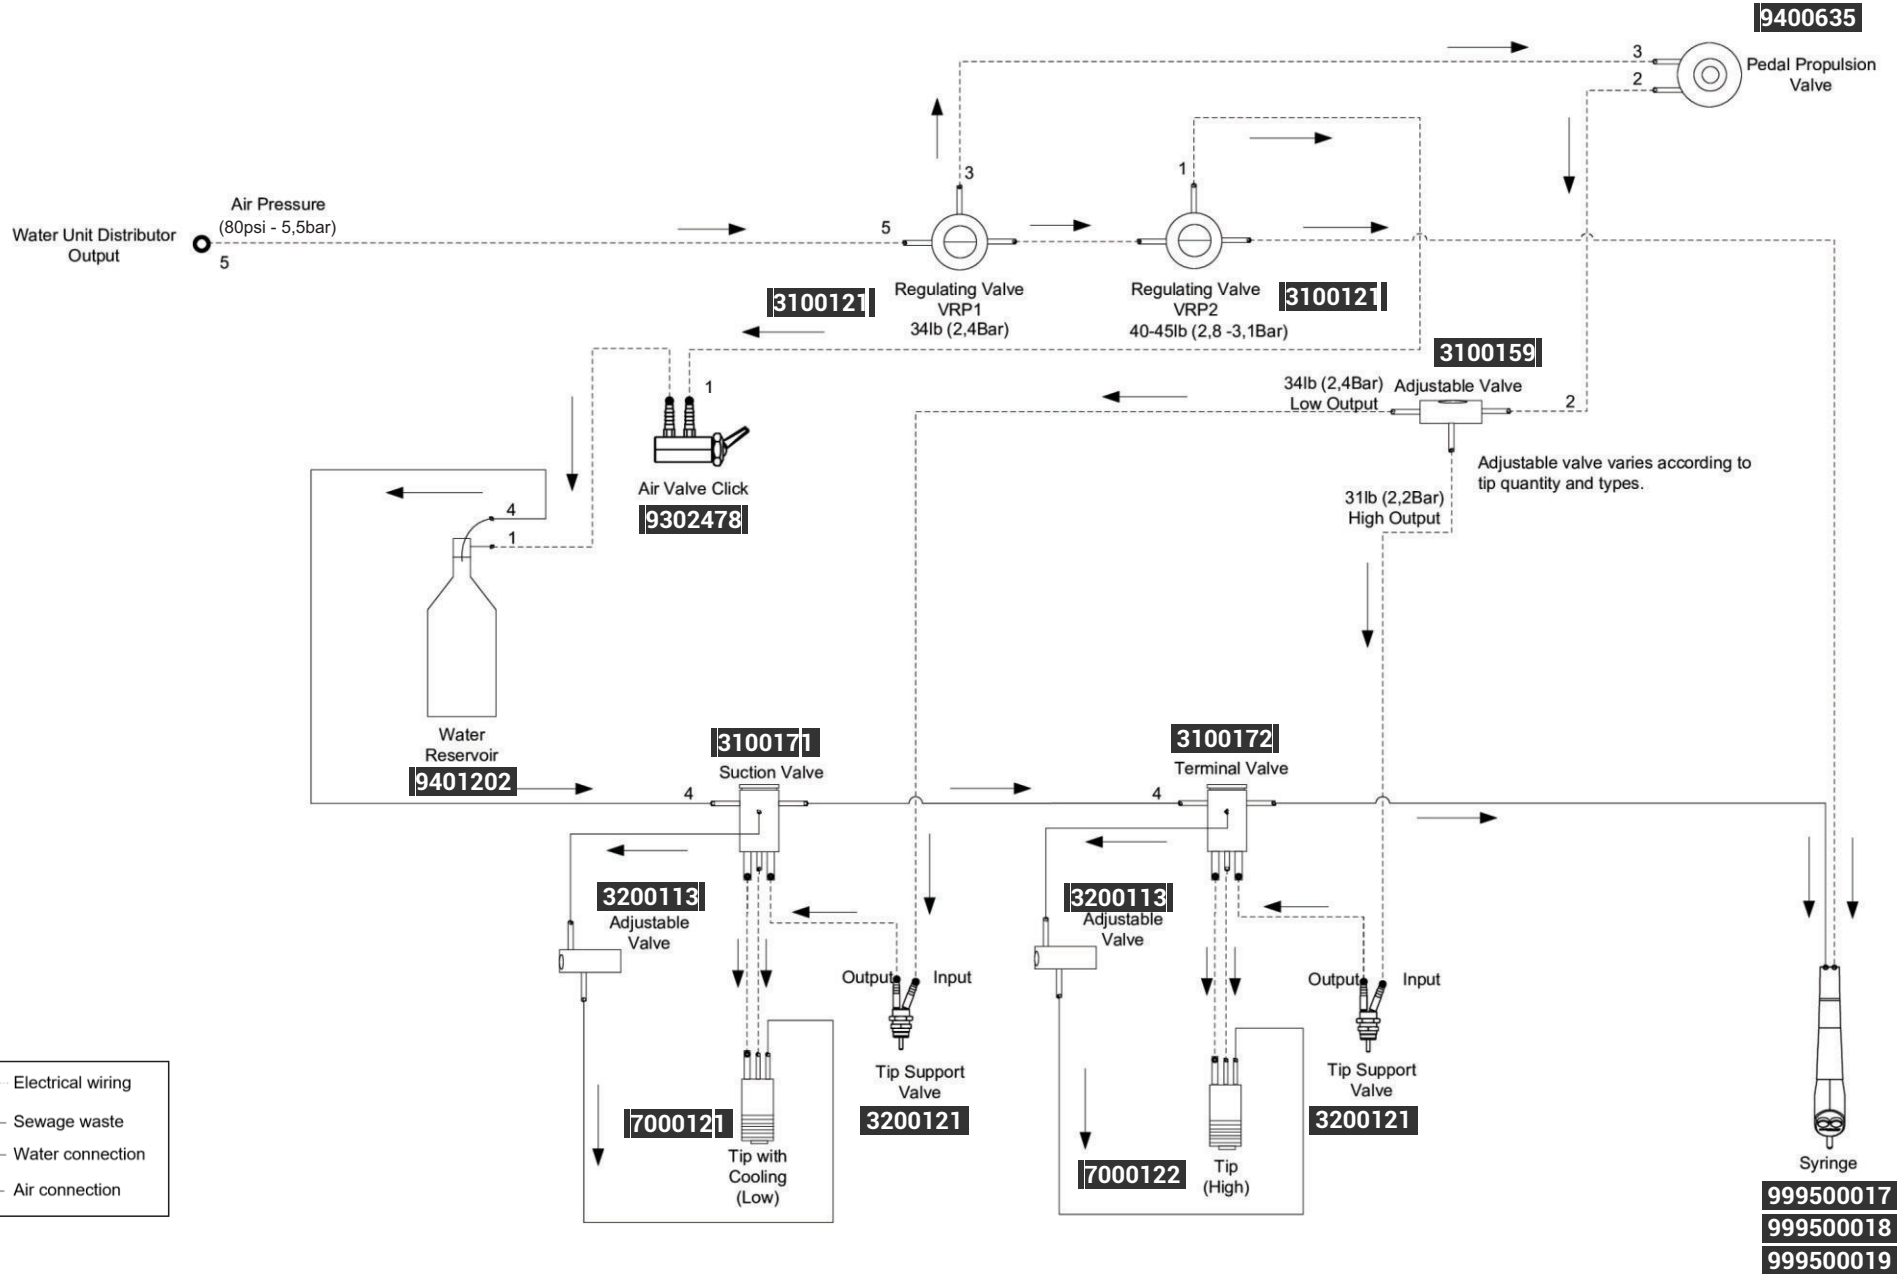 9400635
3
Pedal Propulsion
Valve
2
1
3
Air Pressure
(80psi - 5,5bar)
Water Unit Distributor
Output
5
5
3100121
Regulating Valve
VRP1
34lb (2,4Bar)
Regulating Valve
VRP2
40-45lb (2,8 -3,1Bar)
3100121
3100159
1
34lb (2,4Bar)
Low Output
Adjustable Valve
2
Adjustable valve varies according to
tip quantity and types.
Air Valve Click
9302478
31lb (2,2Bar)
High Output
4
1
Water
Reservoir
9401202
3100171
Suction Valve
4
3100172
Terminal Valve
4
3200113
Adjustable
Valve
3200113
Adjustable
Valve
Output
Input
Output
Input
Tip Support
Valve
3200121
Tip Support
Valve
3200121
7000121
Tip with
Cooling
(Low)
7000122
Tip
(High)
Electrical wiring
Sewage waste
Water connection
Air connection
Syringe
999500017
999500018
999500019